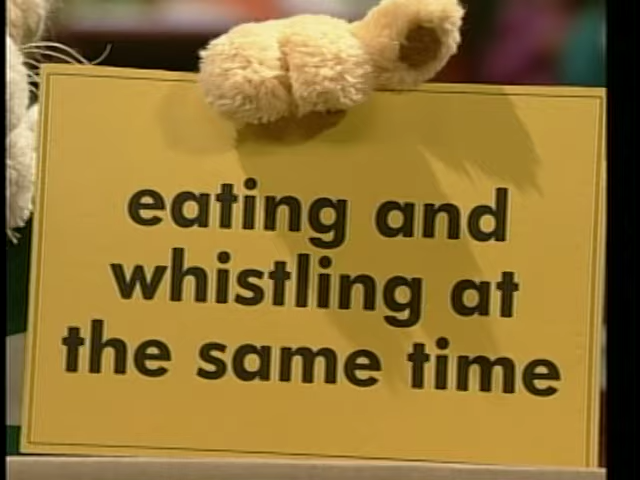 eating and
whistling at
the same time